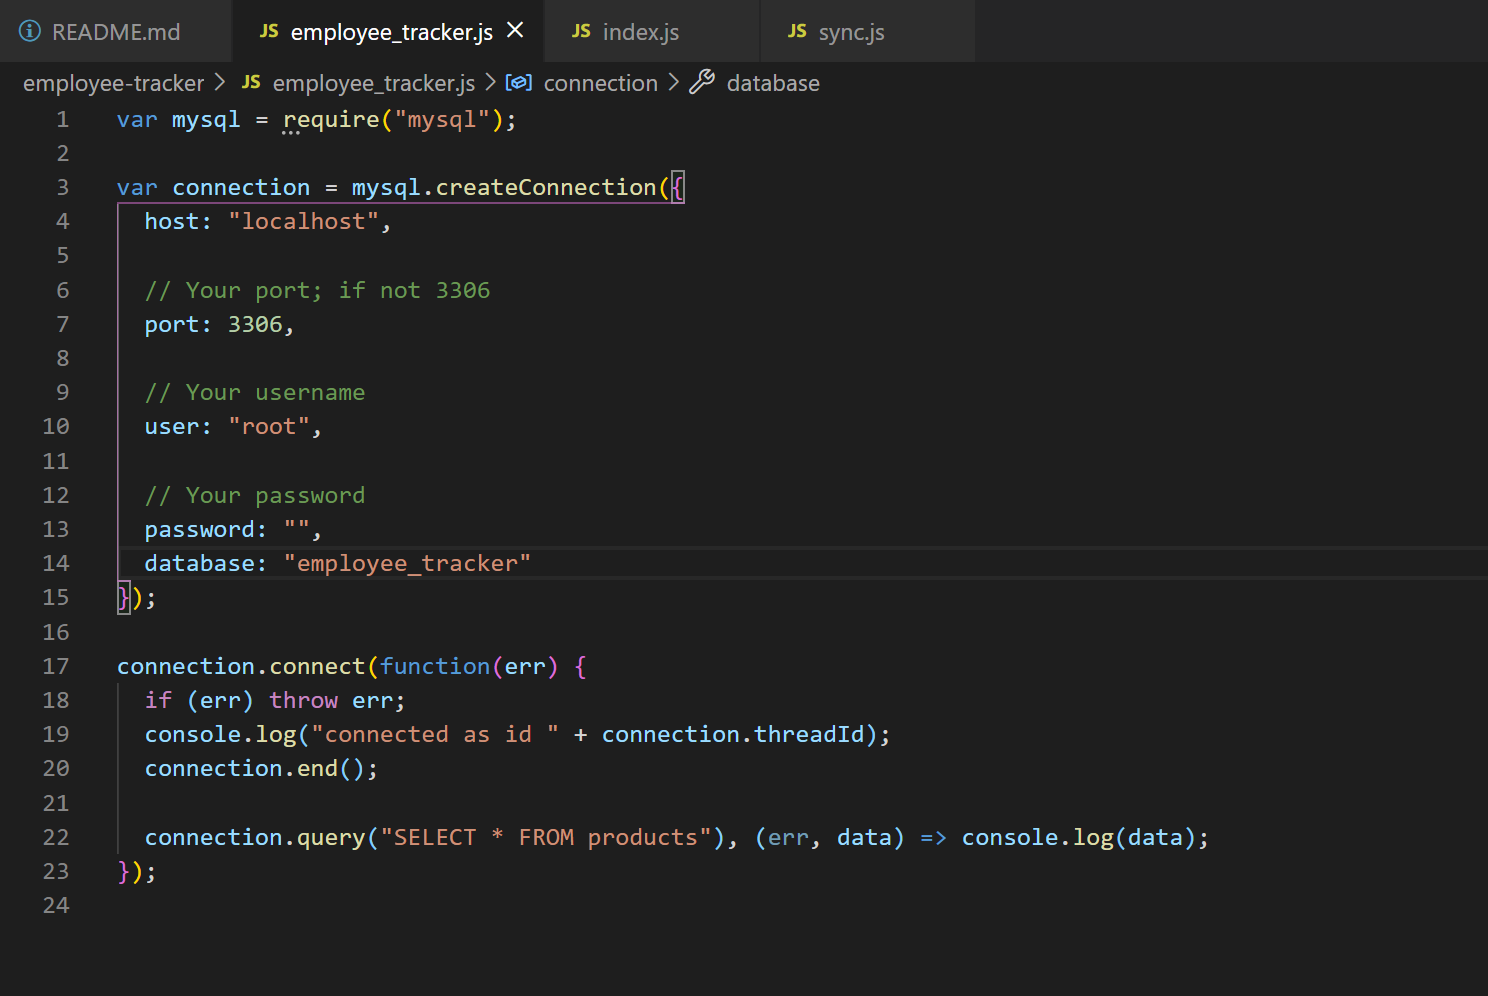 README.md JS employee_tracker.js JS index.js JS sync.js
employee-tracker > JS employee_tracker.js > connection > database
1 var mysql = require("mysql");
2
3 var connection = mysql.createConnection({
4   host: "localhost",
5
6   // Your port; if not 3306
7   port: 3306,
8
9   // Your username
10   user: "root",
11
12   // Your password
13   password: "",
14   database: "employee_tracker"
15 });
16
17 connection.connect(function(err) {
18   if (err) throw err;
19   console.log("connected as id " + connection.threadId);
20   connection.end();
21
22   connection.query("SELECT * FROM products"), (err, data) => console.log(data);
23 });
24